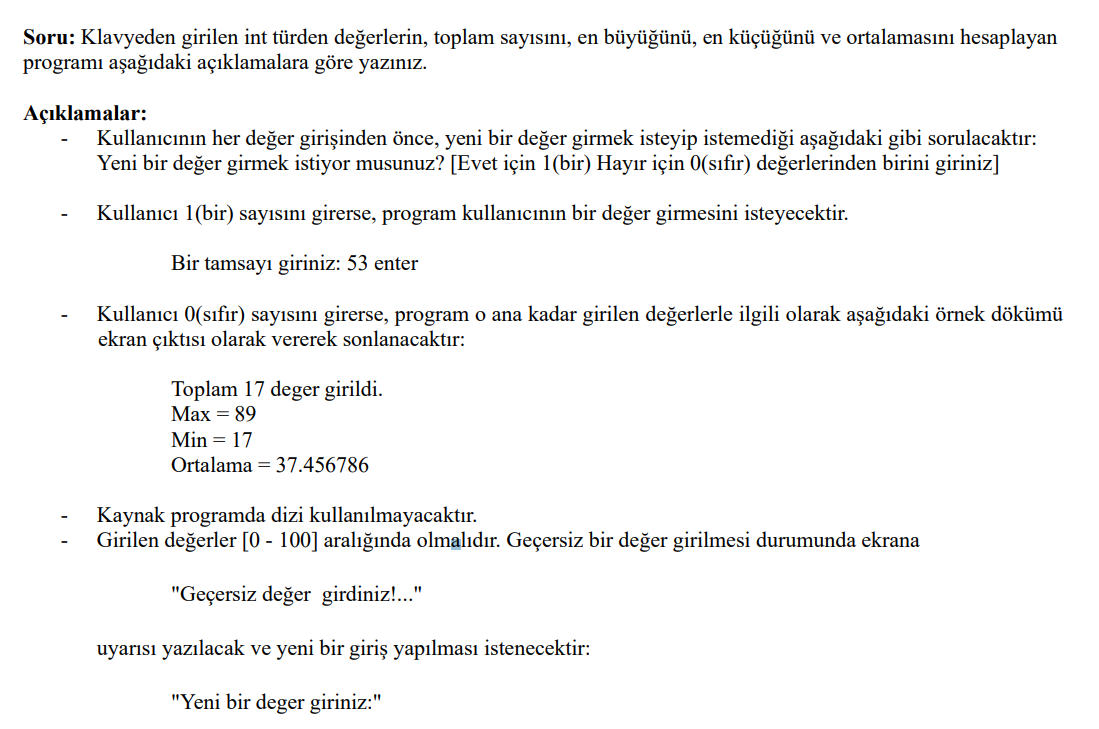 Soru: Klavyeden girilen int türden değerlerin, toplam sayısını, en büyüğünü, en küçüğünü ve ortalamasını hesaplayan
programı aşağıdaki açıklamalara göre yazınız.
Açıklamalar:
- Kullanıcının her değer girişinden önce, yeni bir değer girmek isteyip istemediği aşağıdaki gibi sorulacaktır:
Yeni bir değer girmek istiyor musunuz? [Evet için 1(bir) Hayır için 0(sıfır) değerlerinden birini giriniz]
- Kullanıcı 1(bir) sayısını girerse, program kullanıcının bir değer girmesini isteyecektir.
Bir tamsayı giriniz: 53 enter
- Kullanıcı 0(sıfır) sayısını girerse, program o ana kadar girilen değerlerle ilgili olarak aşağıdaki örnek dökümü
ekran çıktısı olarak vererek sonlanacaktır:
Toplam 17 deger girildi.
Max = 89
Min = 17
Ortalama = 37.456786
- Kaynak programda dizi kullanılmayacaktır.
- Girilen değerler [0 - 100] aralığında olmalıdır. Geçersiz bir değer girilmesi durumunda ekrana
"Geçersiz değer  girdiniz!..."
uyarısı yazılacak ve yeni bir giriş yapılması istenecektir:
"Yeni bir deger giriniz:"